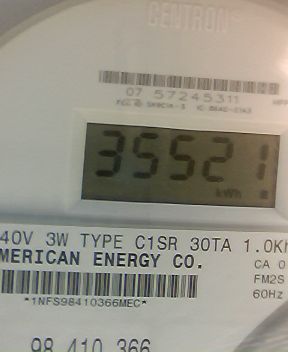 CENTRON
07 57245311
35521
kWh
40V 3W TYPE C1SR 30TA 1.0Kh
MERICAN ENERGY CO.
CA 0
FM2S
60Hz
*1NFS98410366MEC*
98 410 366